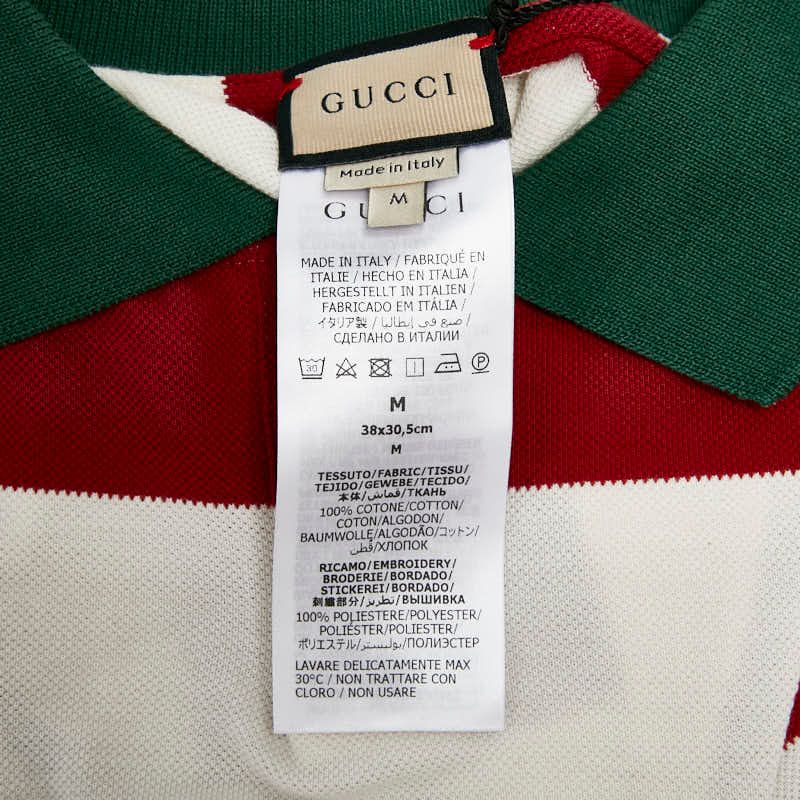 GUCCI
Made in Italy
M
GUCCI
MADE IN ITALY / FABRIQUÉ EN
ITALIE / HECHO EN ITALIA /
HERGESTELLT IN ITALIEN /
FABRICADO EM ITÁLIA /
イタリア製 / صنع في إيطاليا /
СДЕЛАНО В ИТАЛИИ
30 P
M
38x30,5cm
M
TESSUTO/FABRIC/TISSU/
TEJIDO/GEWEBE/TECIDO/
本体/قماش/ТКАНЬ
100% COTONE/COTTON/
COTON/ALGODON/
BAUMWOLLE/ALGODÃO/コットン/
قُطن/ХЛОПОК
RICAMO/EMBROIDERY/
BRODERIE/BORDADO/
STICKEREI/BORDADO/
刺繍部分/تطريز/ВЫШИВКА
100% POLIESTERE/POLYESTER/
POLIÉSTER/POLIESTER/
ポリエステル/بوليستر/ПОЛИЭСТЕР
LAVARE DELICATAMENTE MAX
30°C / NON TRATTARE CON
CLORO / NON USARE